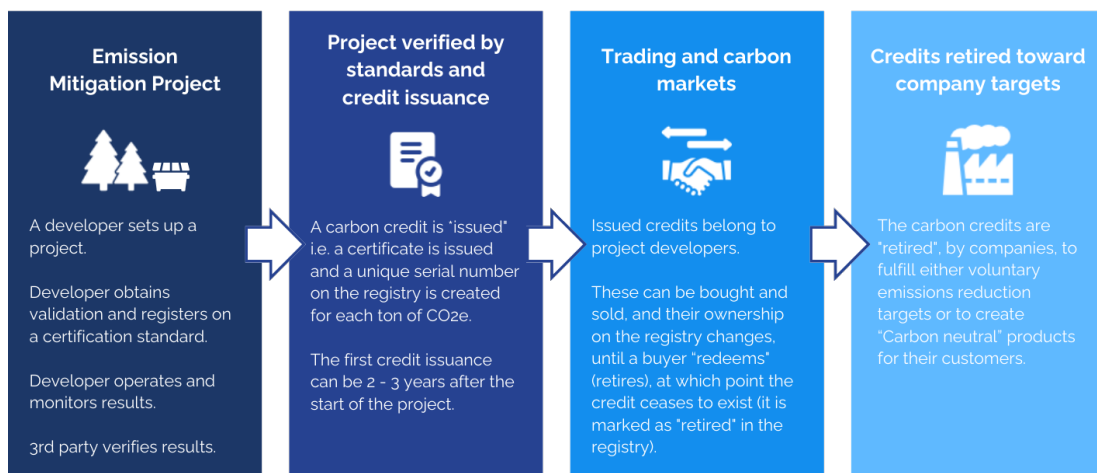 Emission
Mitigation Project
A developer sets up a
project.
Developer obtains
validation and registers on
a certification standard.
Developer operates and
monitors results.
3rd party verifies results.
Project verified by
standards and
credit issuance
A carbon credit is "issued"
i.e. a certificate is issued
and a unique serial number
on the registry is created
for each ton of CO2e.
The first credit issuance
can be 2 - 3 years after the
start of the project.
Trading and carbon
markets
Issued credits belong to
project developers.
These can be bought and
sold, and their ownership
on the registry changes,
until a buyer “redeems”
(retires), at which point the
credit ceases to exist (it is
marked as "retired" in the
registry).
Credits retired toward
company targets
The carbon credits are
"retired", by companies, to
fulfill either voluntary
emissions reduction
targets or to create
“Carbon neutral” products
for their customers.